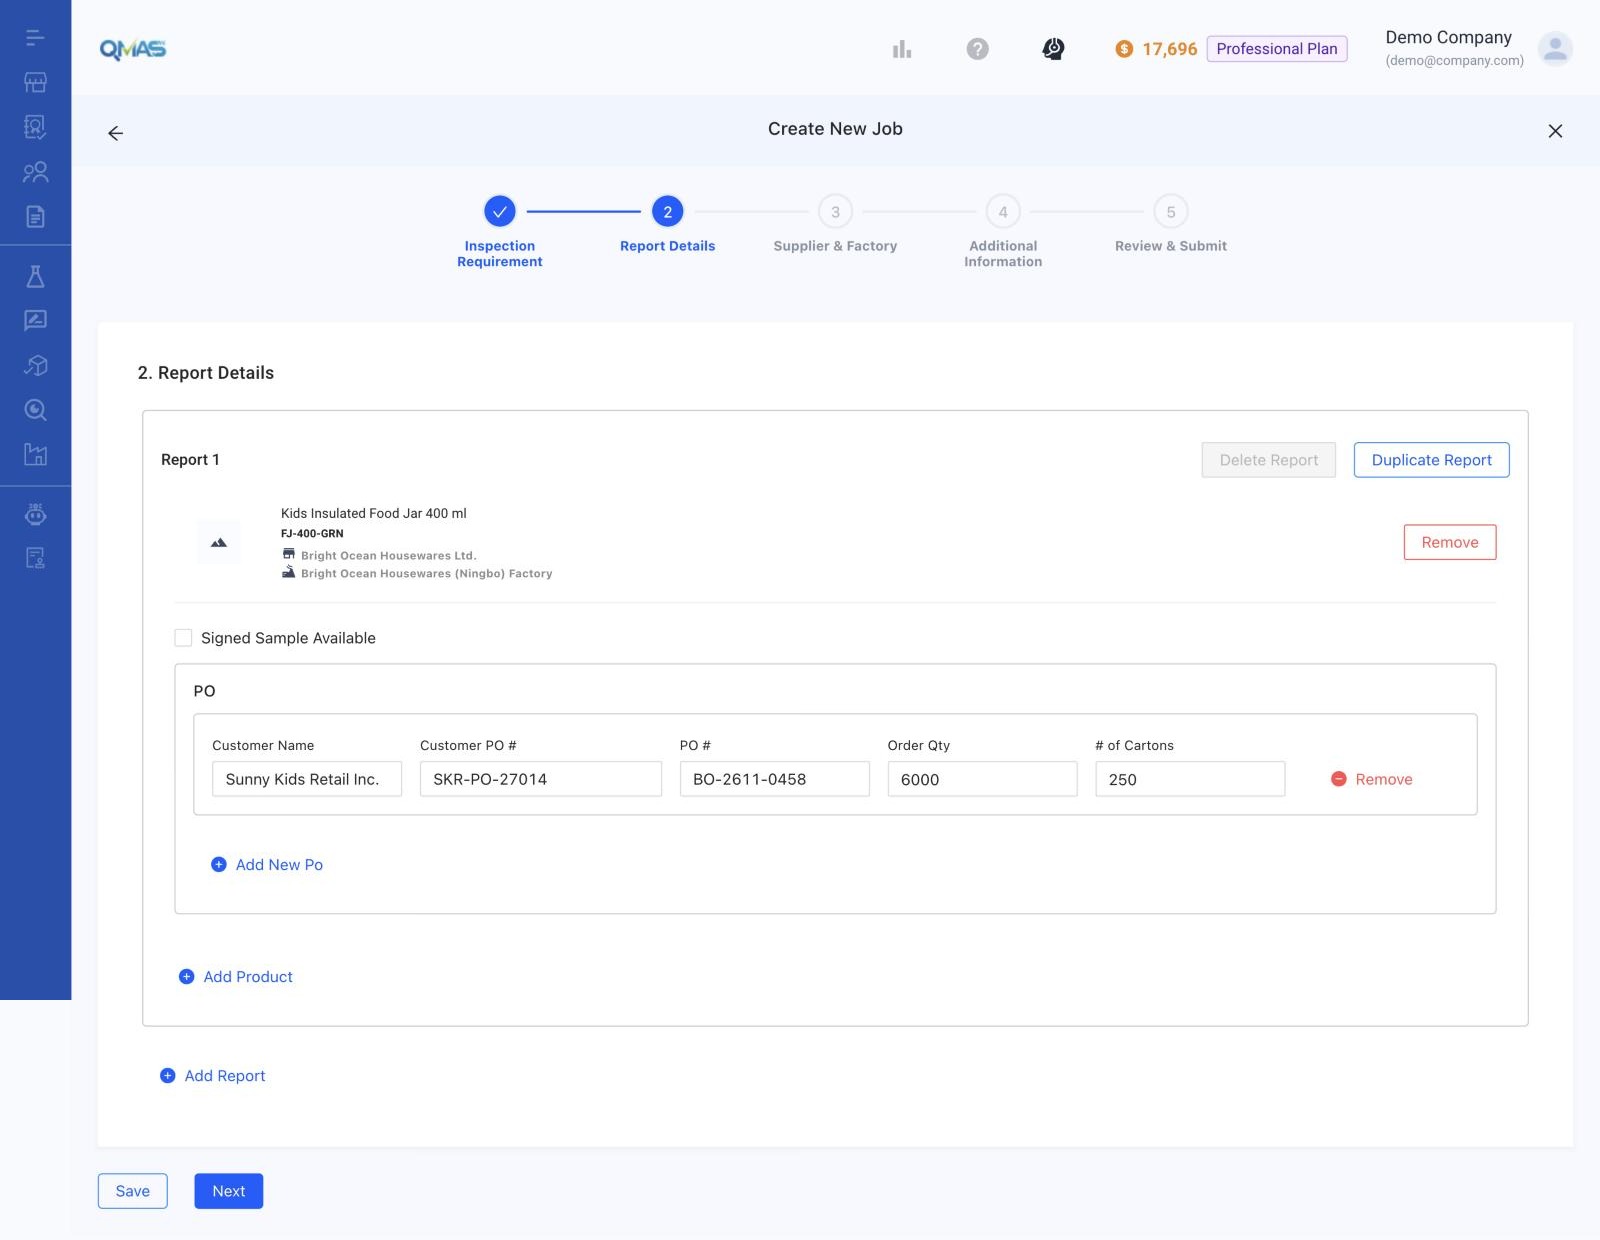 QMAS
17,696
Professional Plan
Demo Company
(demo@company.com)
Create New Job
2
3
4
5
Inspection
Requirement
Report Details
Supplier & Factory
Additional
Information
Review & Submit
2. Report Details
Report 1
Delete Report
Duplicate Report
Kids Insulated Food Jar 400 ml
FJ-400-GRN
Bright Ocean Housewares Ltd.
Bright Ocean Housewares (Ningbo) Factory
Remove
Signed Sample Available
PO
Customer Name
Customer PO #
PO #
Order Qty
# of Cartons
Sunny Kids Retail Inc.
SKR-PO-27014
BO-2611-0458
6000
250
Remove
Add New Po
Add Product
Add Report
Save
Next